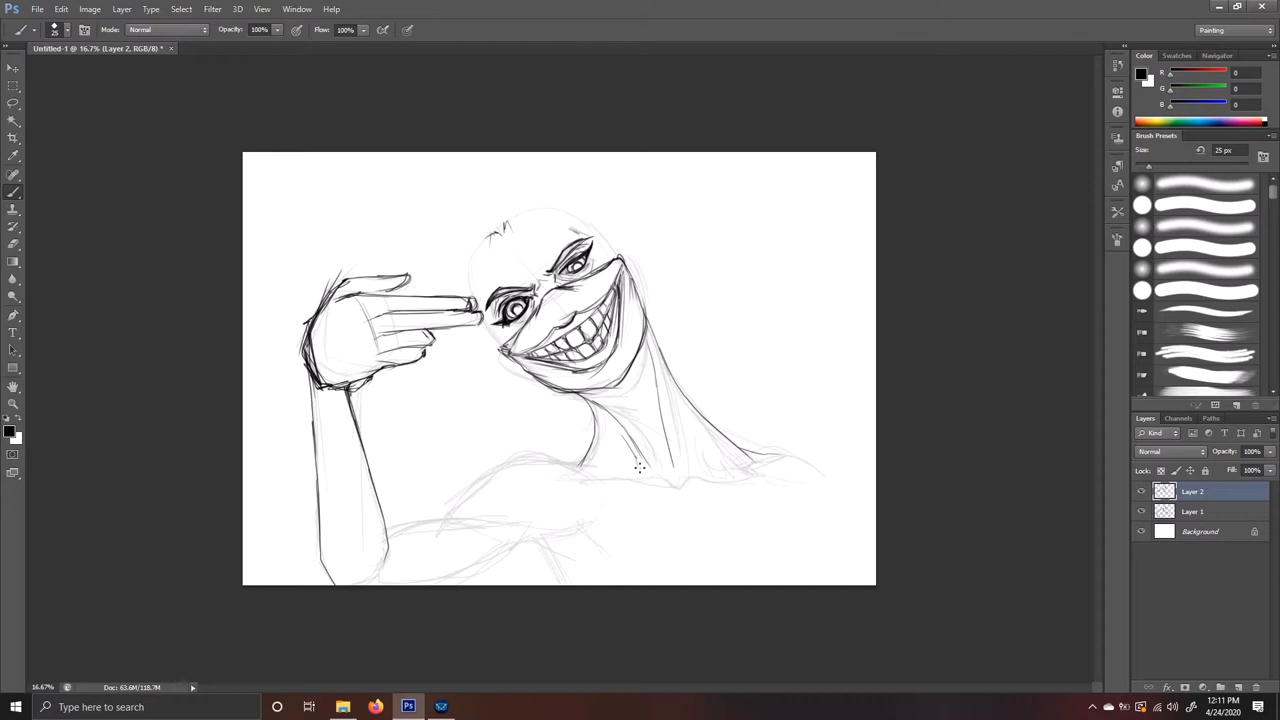 Ps File Edit Image Layer Type Select Filter 3D View Window Help
25 Mode: Normal Opacity: 100% Flow: 100% Painting
Untitled-1 @ 16.7% (Layer 2, RGB/8) * ×
Color Swatches Navigator
R 0
G 0
B 0
Brush Presets
Size: 25 px
Layers Channels Paths
Kind
Normal Opacity: 100%
Lock: Fill: 100%
Layer 2
Layer 1
Background
16.67% Doc: 63.6M/118.7M
Type here to search
Ps
12:11 PM
4/24/2020